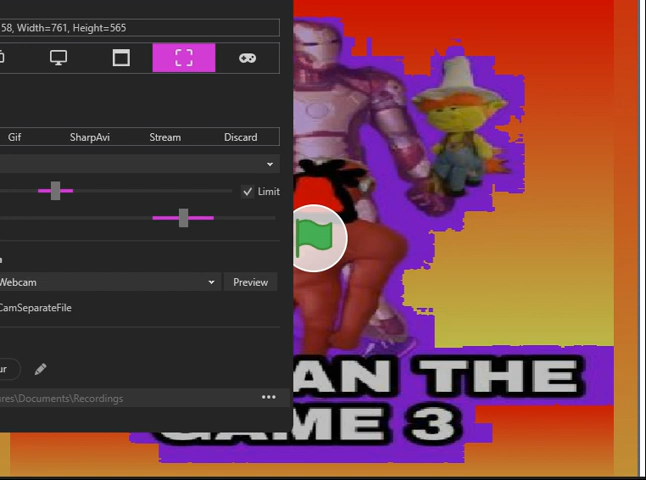 58, Width=761, Height=565
Gif SharpAvi Stream Discard
Limit
Webcam Preview
CamSeparateFile
ur
ures\Documents\Recordings
AN THE
GAME 3